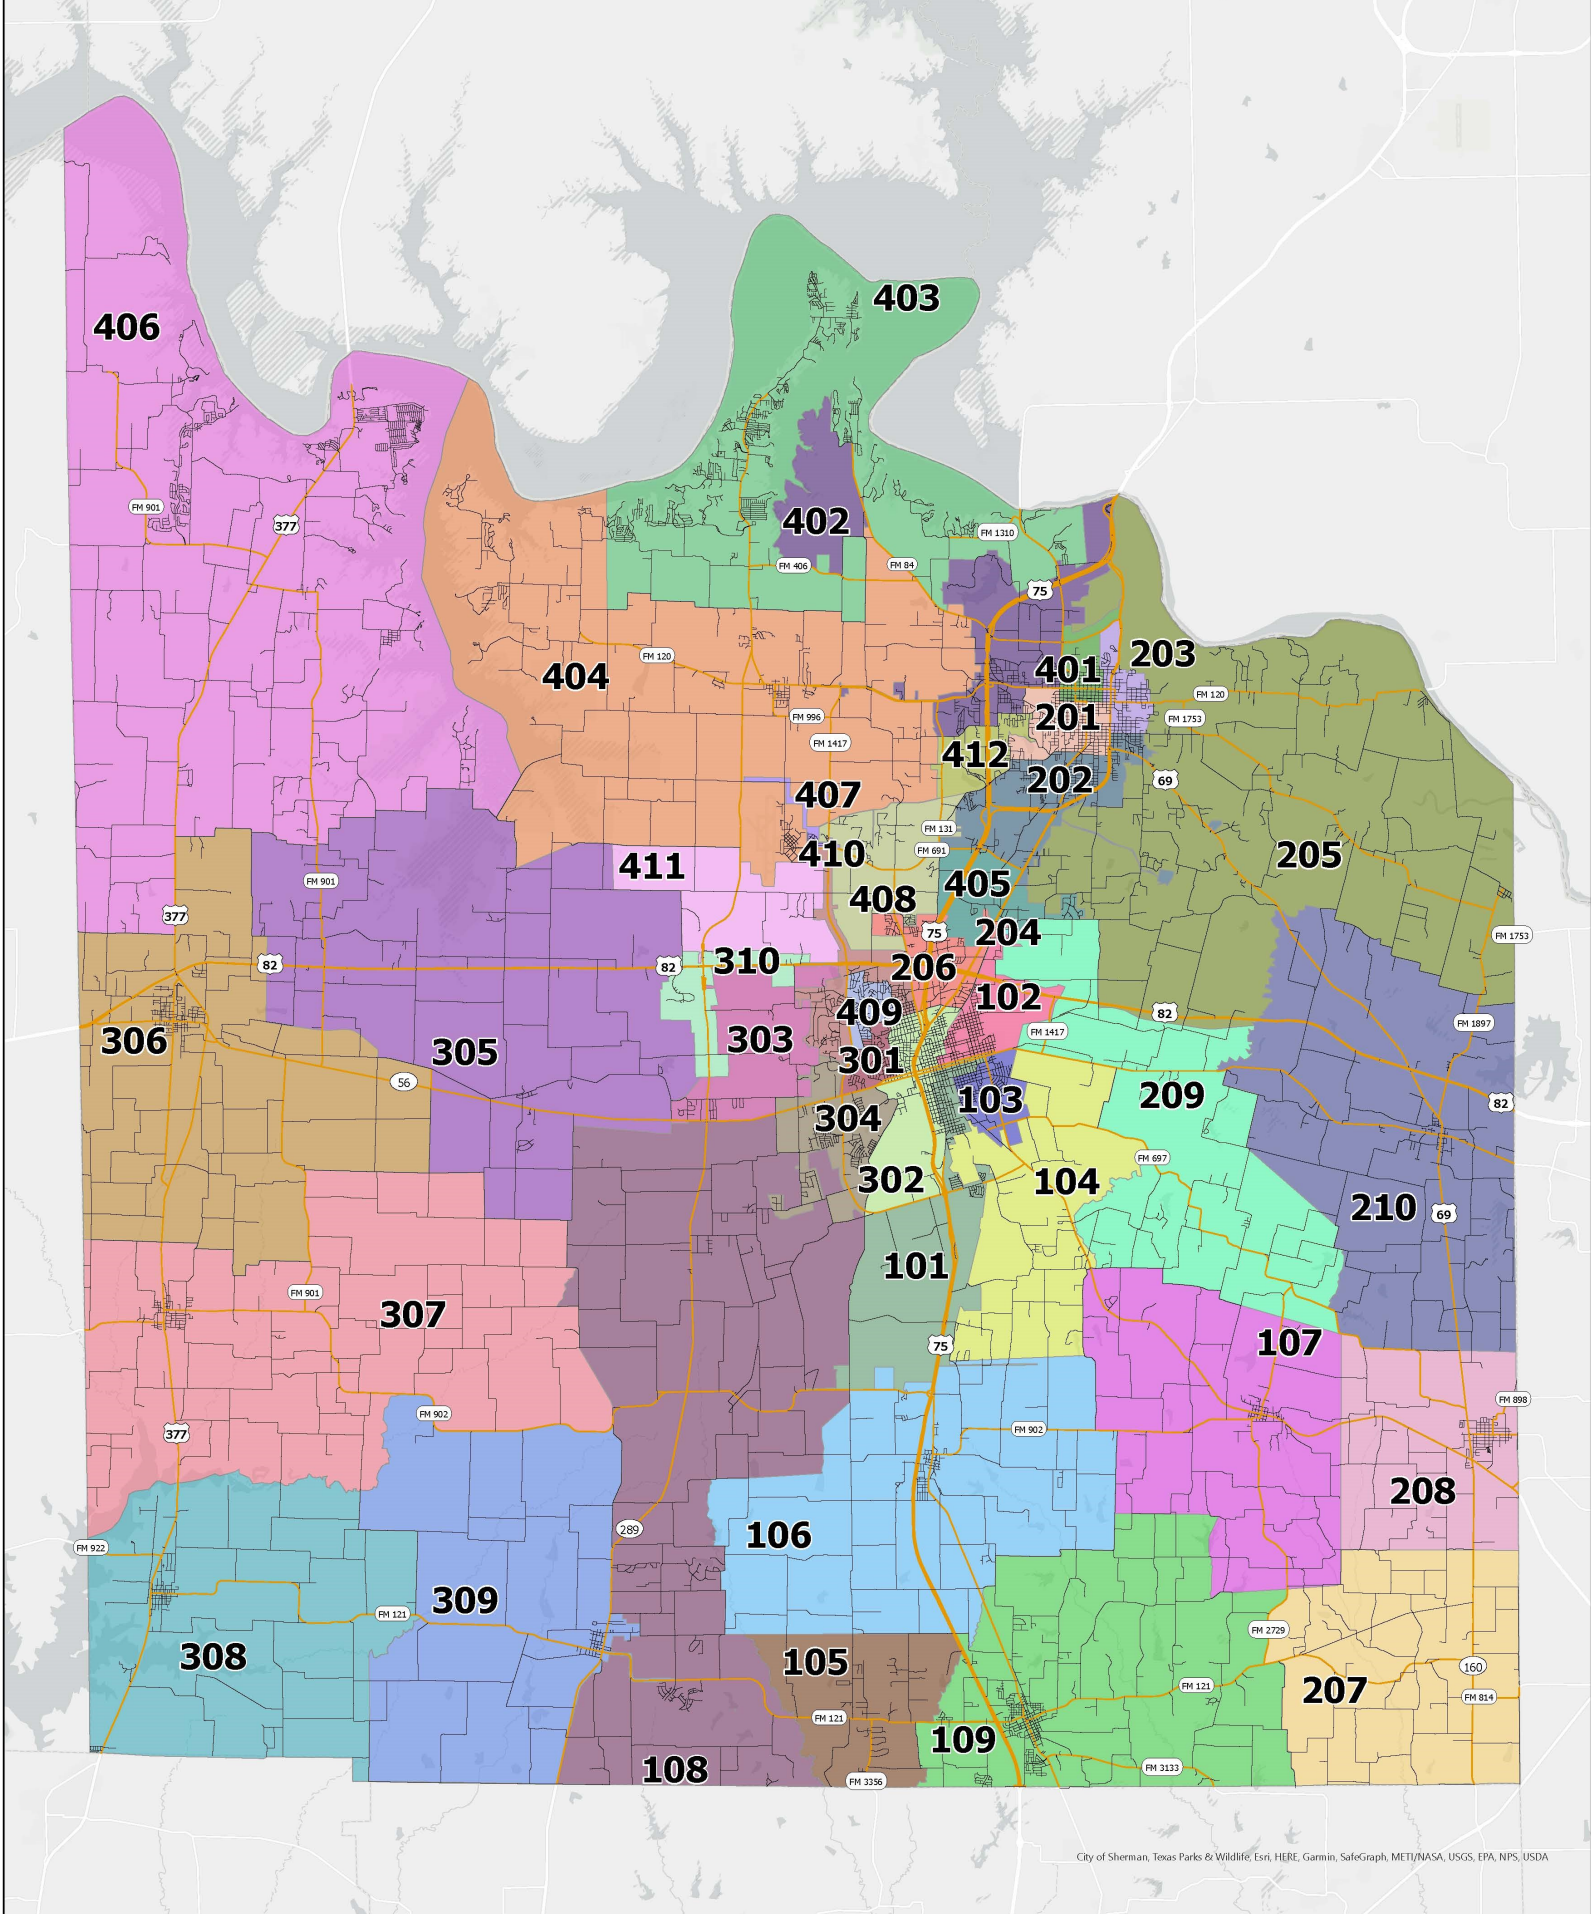 403
406
FM 901
377
402
FM 1310
FM 406
FM 84
75
FM 120
401
203
404
FM 120
FM 996
201
FM 1753
FM 1417
412
202
69
407
FM 131
410
FM 691
205
411
FM 901
405
408
377
75
204
FM 1753
82
82
310
206
102
409
82
FM 1897
FM 1417
306
303
305
301
56
103
209
82
304
FM 697
302
104
210
69
101
FM 901
307
75
107
FM 898
FM 902
FM 902
377
208
289
106
FM 922
309
FM 121
FM 2729
308
105
160
FM 121
207
FM 814
FM 121
109
FM 3133
108
FM 3356
City of Sherman, Texas Parks & Wildlife, Esri, HERE, Garmin, SafeGraph, METI/NASA, USGS, EPA, NPS, USDA